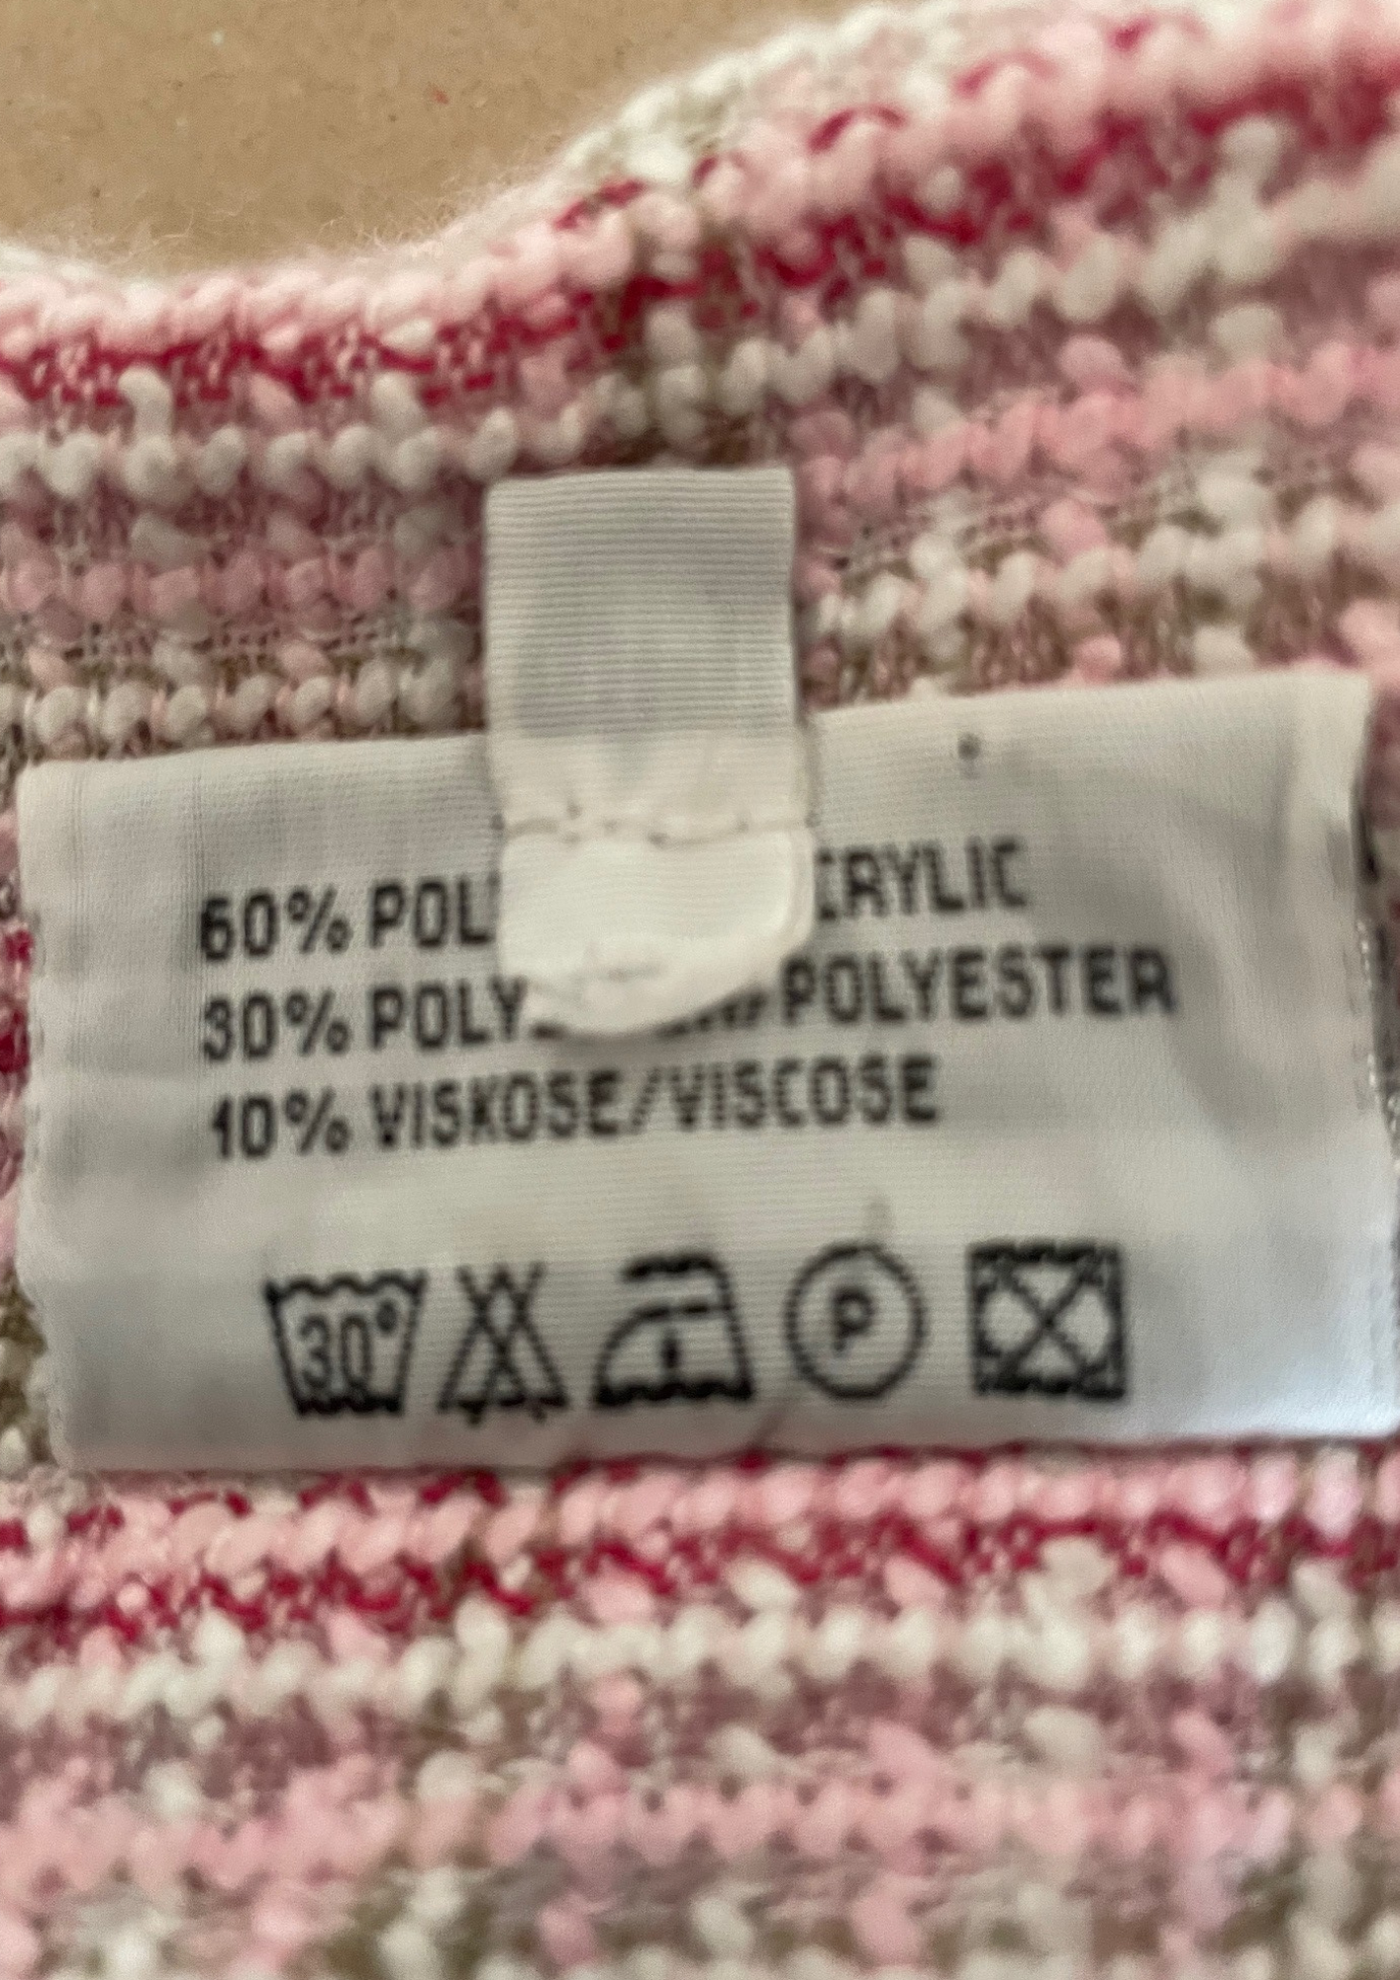 60% POL CRYLIC
30% POLY /POLYESTER
10% VISKOSE/VISCOSE
30° P